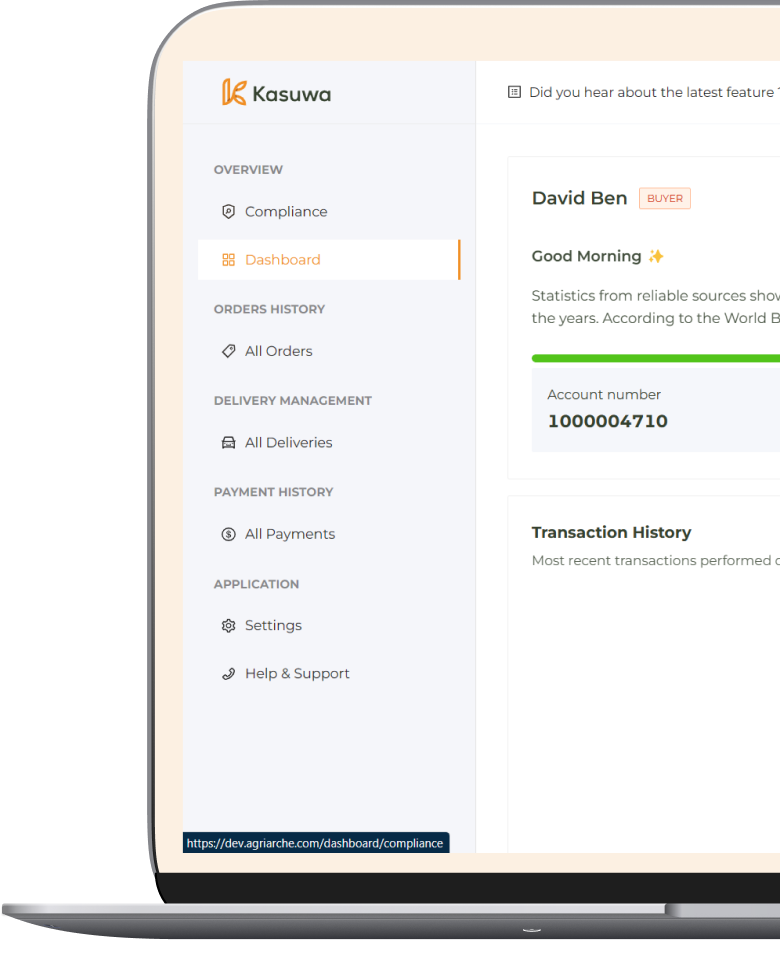 Kasuwa
Did you hear about the latest feature
OVERVIEW
Compliance
Dashboard
ORDERS HISTORY
All Orders
DELIVERY MANAGEMENT
All Deliveries
PAYMENT HISTORY
All Payments
APPLICATION
Settings
Help & Support
https://dev.agriarche.com/dashboard/compliance
David Ben BUYER
Good Morning ✨
Statistics from reliable sources
the years. According to the World
Account number
1000004710
Transaction History
Most recent transactions performed